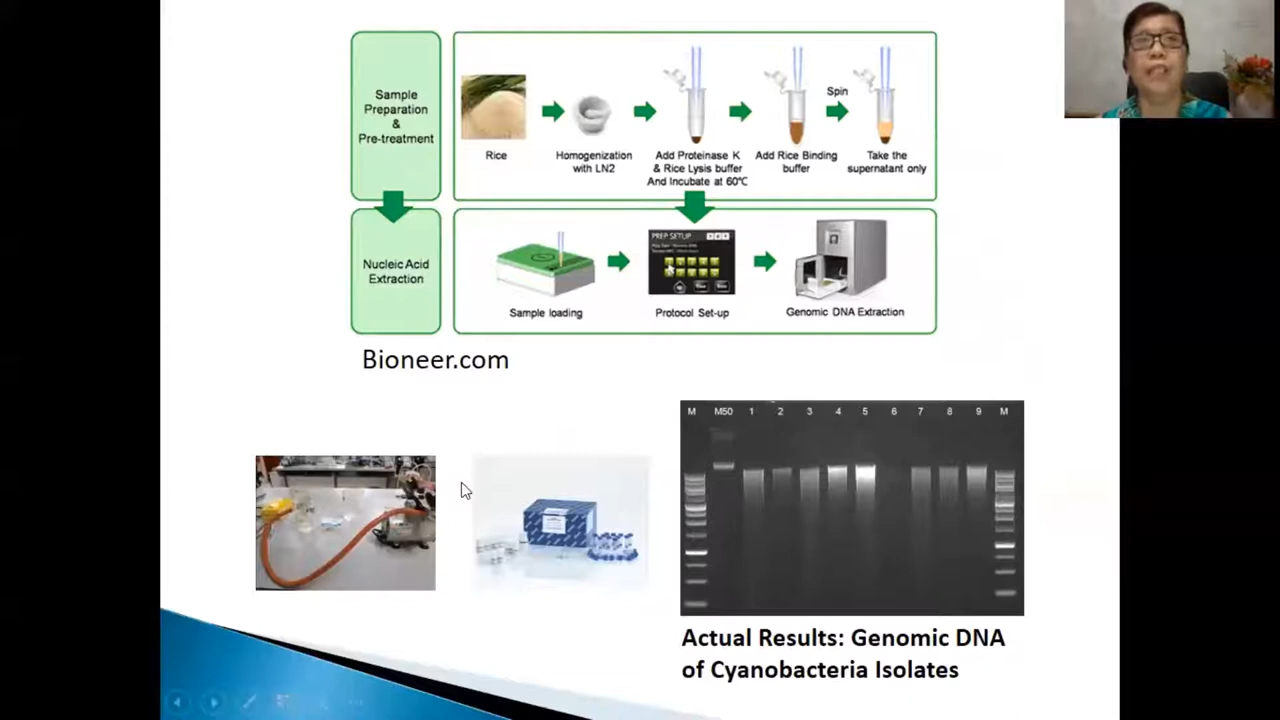 Sample
Preparation
&
Pre-treatment
Rice
Homogenization
with LN2
Add Proteinase K
& Rice Lysis buffer
And Incubate at 60℃
Add Rice Binding
buffer
Spin
Take the
supernatant only
Nucleic Acid
Extraction
Sample loading
PREP SETUP
Protocol Set-up
Genomic DNA Extraction
Bioneer.com
M M50 1 2 3 4 5 6 7 8 9 M
Actual Results: Genomic DNA
of Cyanobacteria Isolates